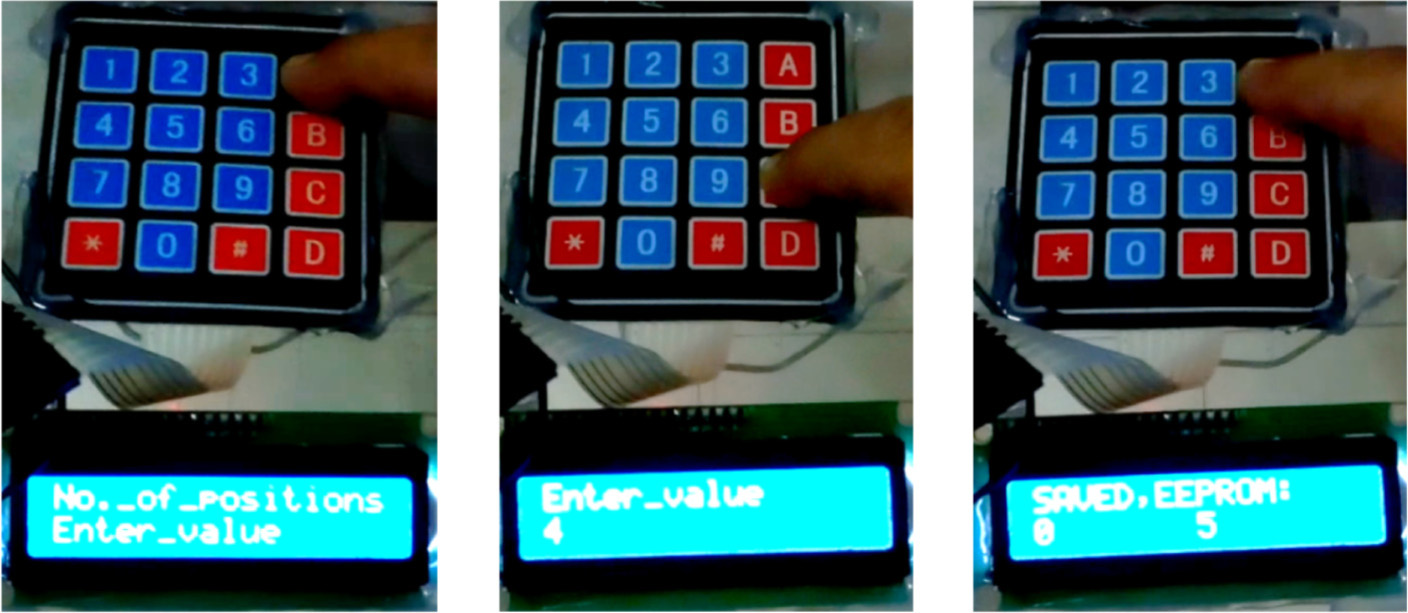 1 2 3
4 5 6 B
7 8 9 C
* 0 # D
No._of_positions
Enter_value
1 2 3 A
4 5 6 B
7 8 9
* 0 # D
Enter_value
4
1 2 3
4 5 6 B
7 8 9 C
* 0 # D
SAVED,EEPROM:
0 5